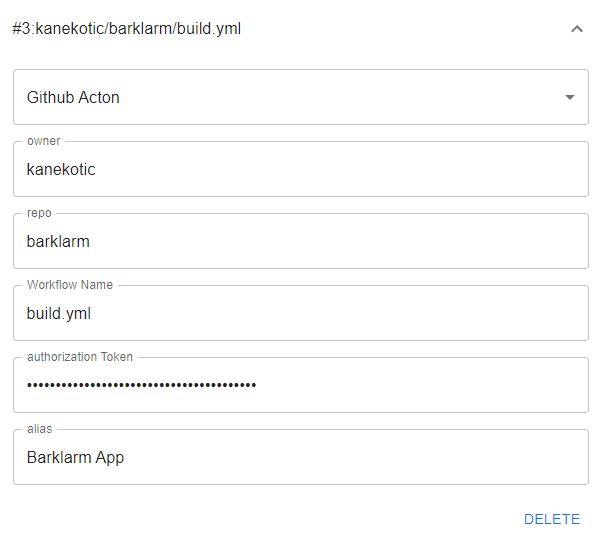 #3:kanekotic/barklarm/build.yml
Github Acton
owner
kanekotic
repo
barklarm
Workflow Name
build.yml
authorization Token
••••••••••••••••••••••••••••••••••••••••
alias
Barklarm App
DELETE